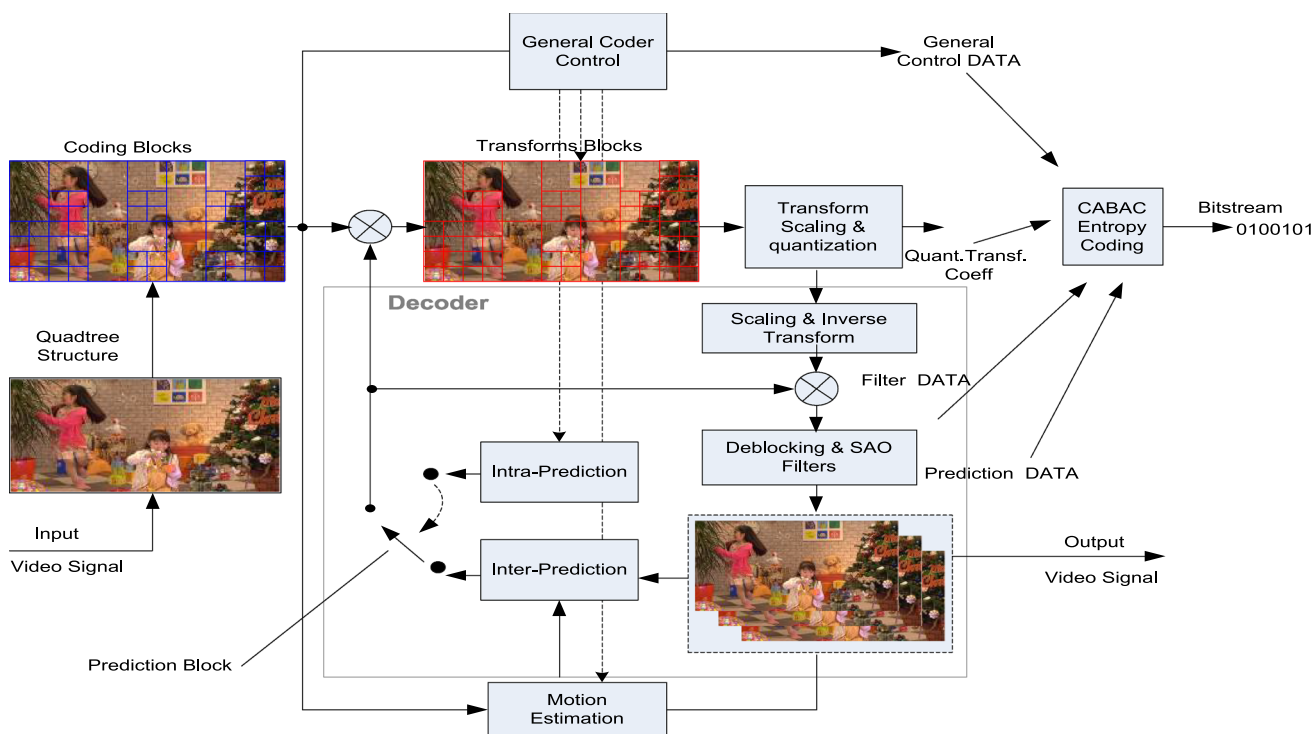 General Coder
Control
General
Control DATA
Coding Blocks
Transforms Blocks
Transform
Scaling &
quantization
CABAC
Entropy
Coding
Bitstream
0100101
Quant.Transf.
Coeff
Decoder
Quadtree
Structure
Scaling & Inverse
Transform
Filter DATA
Deblocking & SAO
Filters
Intra-Prediction
Prediction DATA
Input
Video Signal
Inter-Prediction
Output
Video Signal
Prediction Block
Motion
Estimation